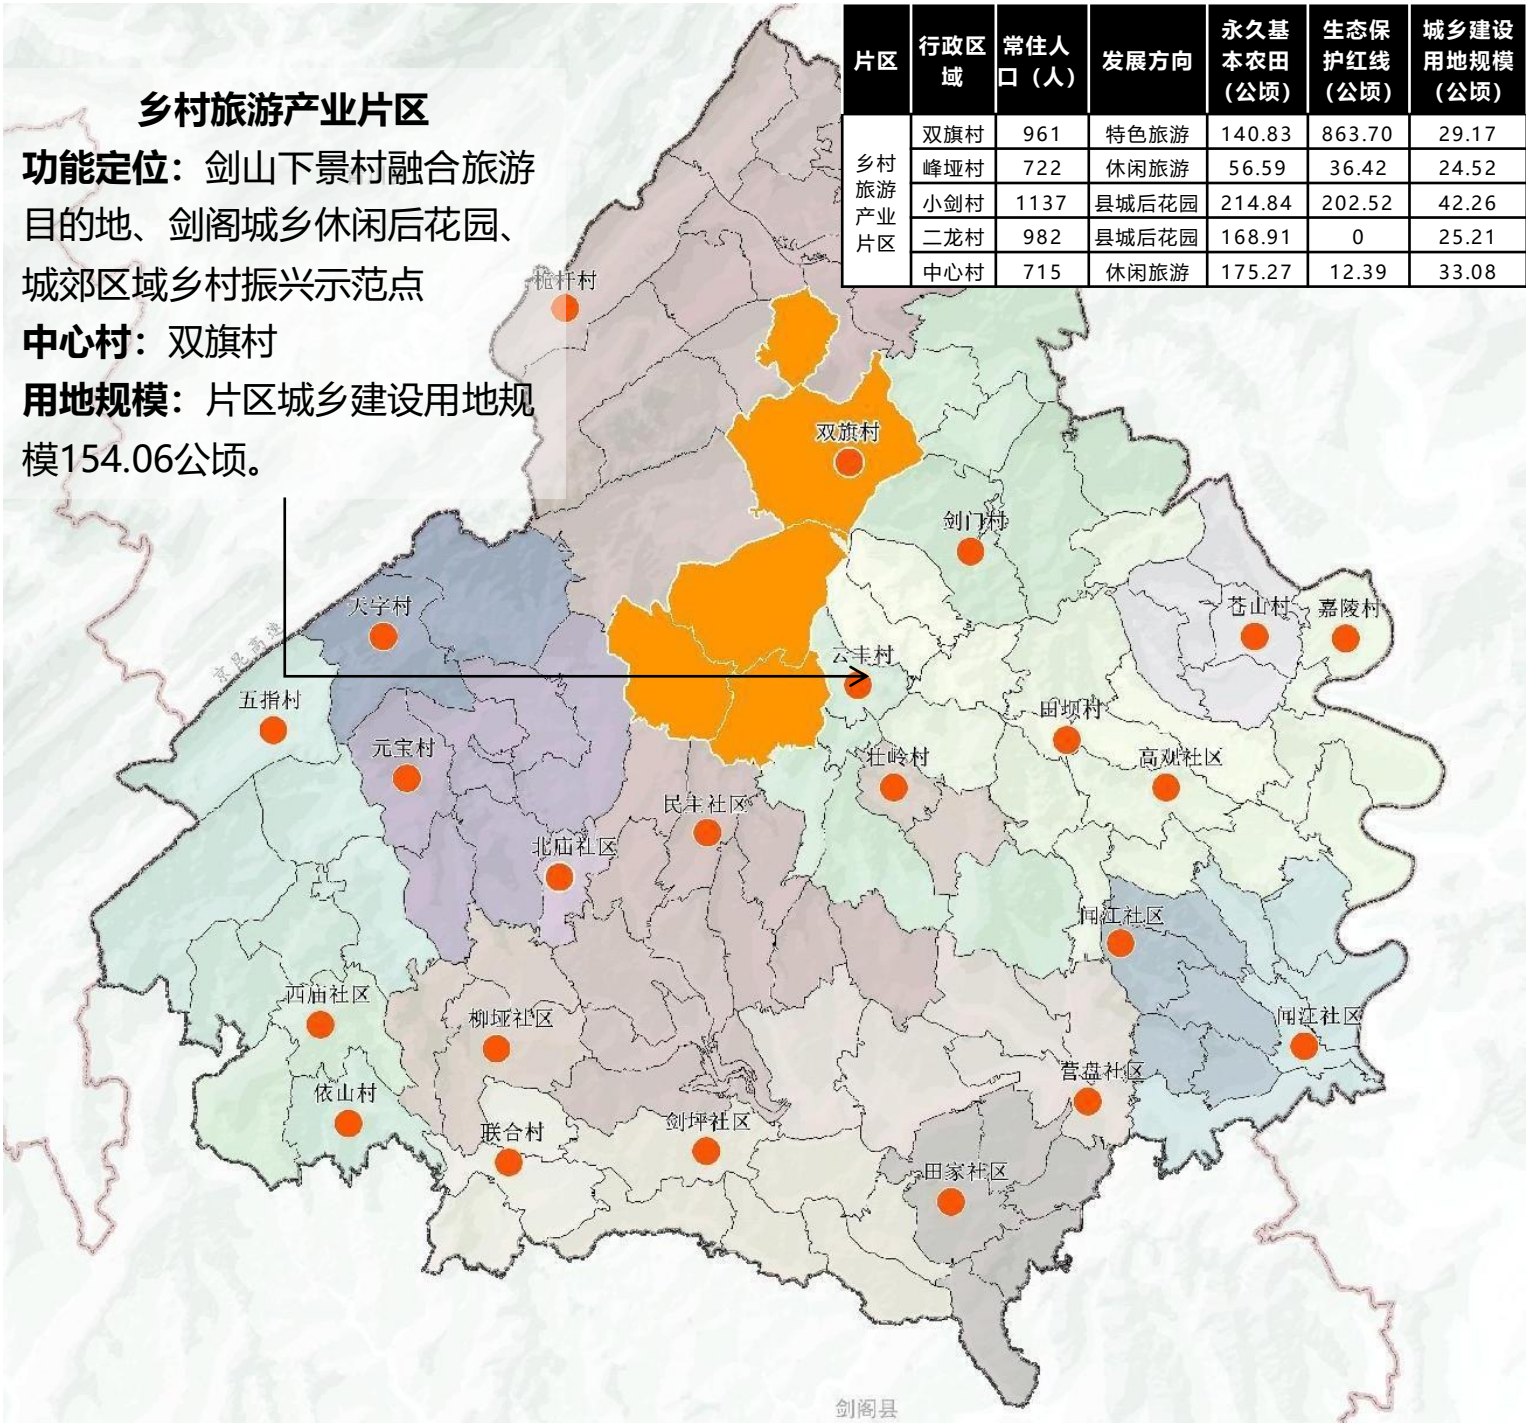 乡村旅游产业片区
功能定位：剑山下景村融合旅游
目的地、剑阁城乡休闲后花园、
城郊区域乡村振兴示范点
中心村：双旗村
用地规模：片区城乡建设用地规
模154.06公顷。
片区 行政区域 常住人口（人） 发展方向 永久基本农田（公顷） 生态保护红线（公顷） 城乡建设用地规模（公顷）
乡村旅游产业片区 双旗村 961 特色旅游 140.83 863.70 29.17
峰垭村 722 休闲旅游 56.59 36.42 24.52
小剑村 1137 县城后花园 214.84 202.52 42.26
二龙村 982 县城后花园 168.91 0 25.21
中心村 715 休闲旅游 175.27 12.39 33.08
桅杆村
双旗村
剑门村
天字村
苍山村
嘉陵村
京昆高速
云丰村
五指村
田坝村
元宝村
壮岭村
高观社区
民主社区
北庙社区
闻江社区
西庙社区
柳垭社区
闻江社区
营盘社区
依山村
联合村
剑坪社区
田家社区
剑阁县